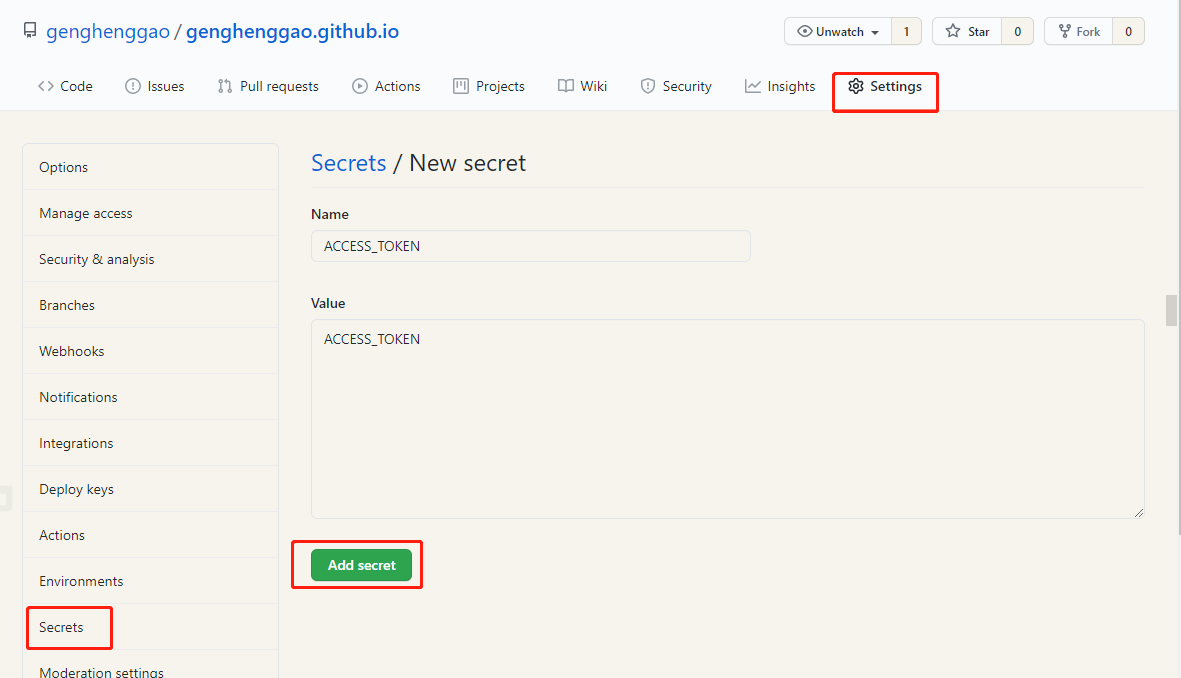 genghenggao / genghenggao.github.io
Unwatch 1 Star 0 Fork 0
Code Issues Pull requests Actions Projects Wiki Security Insights Settings
Options
Manage access
Security & analysis
Branches
Webhooks
Notifications
Integrations
Deploy keys
Actions
Environments
Secrets
Moderation settings
Secrets / New secret
Name
ACCESS_TOKEN
Value
ACCESS_TOKEN
Add secret